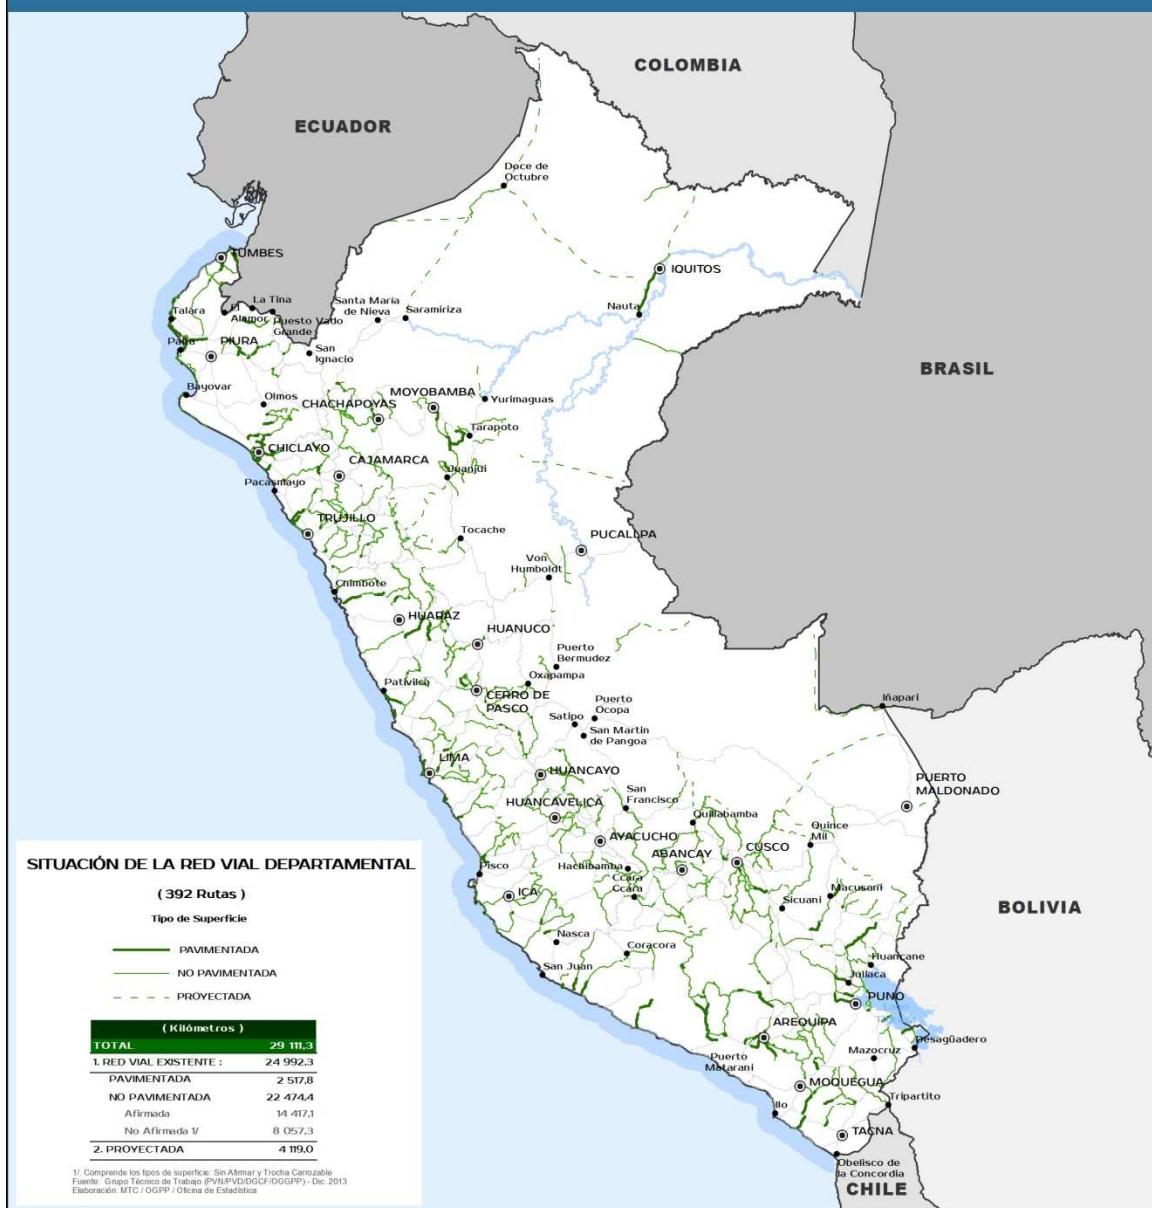 COLOMBIA
ECUADOR
Doce de
Octubre
TUMBES
IQUITOS
La Tina
Santa María
de Nieva
Saramiriza
Nauta
Talara
El
Alamor
Puesto Vado
Grande
Paita
PIURA
San
Ignacio
BRASIL
Bayovar
Olmos
MOYOBAMBA
CHACHAPOYAS
Yurimaguas
Tarapoto
CHICLAYO
CAJAMARCA
Juanjui
Pacasmayo
TRUJILLO
Tocache
PUCALLPA
Von
Humboldt
Chimbote
HUARAZ
HUANUCO
Puerto
Bermudez
Oxapampa
Pativilca
CERRO DE
PASCO
Puerto
Ocopa
Satipo
San Martin
de Pangoa
Iñapari
LIMA
HUANCAYO
PUERTO
MALDONADO
San
Francisco
HUANCAVELICA
Quillabamba
Quince
Mil
AYACUCHO
ABANCAY
CUSCO
Pisco
Hachibamba
Ccara
Ccara
ICA
Macusani
Sicuani
BOLIVIA
Nasca
Coracora
San Juan
Huancane
Juliaca
PUNO
AREQUIPA
Desagüadero
Mazocruz
Puerto
Matarani
MOQUEGUA
Ilo
Tripartito
TACNA
Obelisco de
la Concordia
CHILE
SITUACIÓN DE LA RED VIAL DEPARTAMENTAL
( 392 Rutas )
Tipo de Superficie
PAVIMENTADA
NO PAVIMENTADA
PROYECTADA
( Kilómetros )
TOTAL 29 111,3
1. RED VIAL EXISTENTE : 24 992,3
PAVIMENTADA 2 517,8
NO PAVIMENTADA 22 474,4
Afirmada 14 417,1
No Afirmada 1/ 8 057,3
2. PROYECTADA 4 119,0
1/. Comprende los tipos de superficie: Sin Afirmar y Trocha Carrozable
Fuente: Grupo Técnico de Trabajo (PVN/PVD/DGCF/OGGPP) - Dic. 2013
Elaboración: MTC / OGPP / Oficina de Estadística